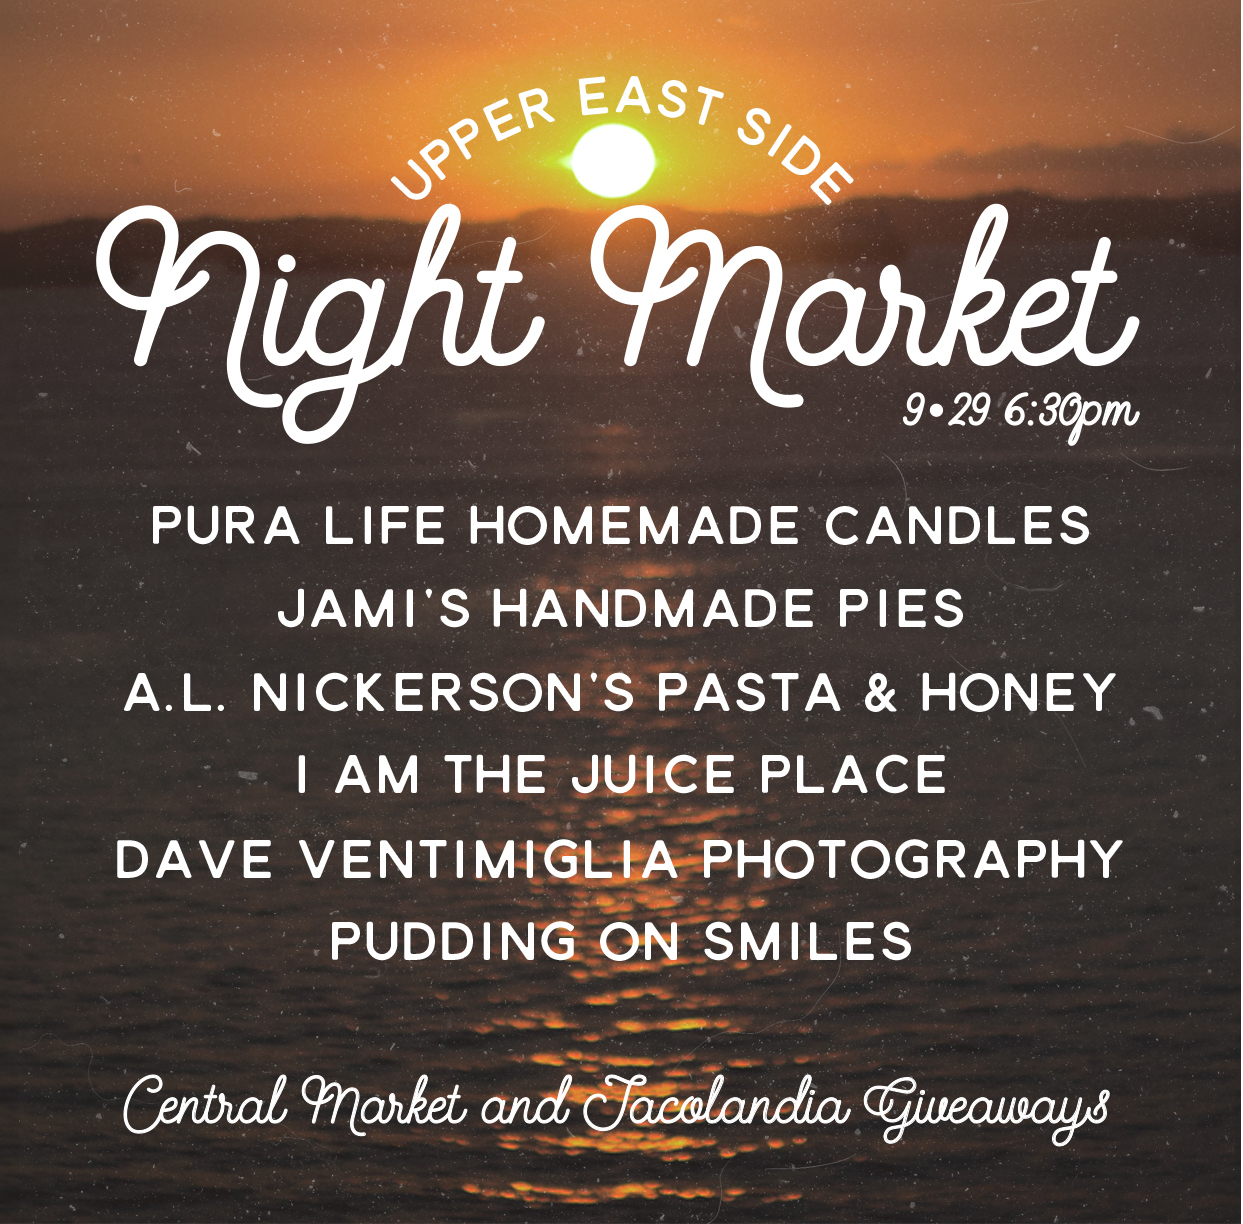 UPPER EAST SIDE
Night Market
9•29 6:30pm
PURA LIFE HOMEMADE CANDLES
JAMI'S HANDMADE PIES
A.L. NICKERSON'S PASTA & HONEY
I AM THE JUICE PLACE
DAVE VENTIMIGLIA PHOTOGRAPHY
PUDDING ON SMILES
Central Market and Tacolandia Giveaways